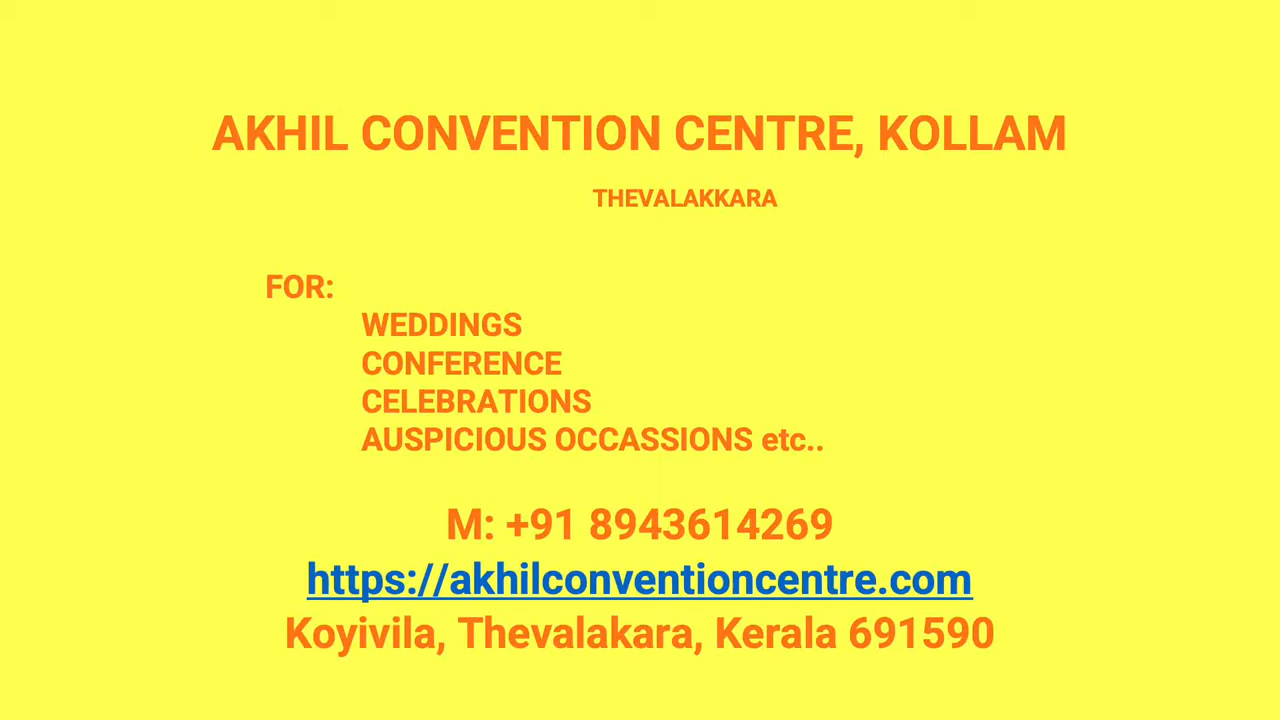 AKHIL CONVENTION CENTRE, KOLLAM
THEVALAKKARA
FOR:
WEDDINGS
CONFERENCE
CELEBRATIONS
AUSPICIOUS OCCASSIONS etc..
M: +91 8943614269
https://akhilconventioncentre.com
Koyivila, Thevalakara, Kerala 691590